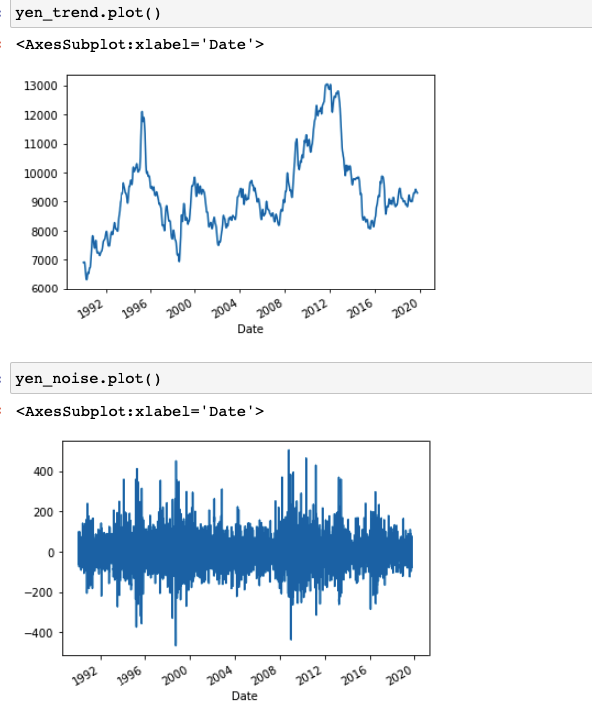 yen_trend.plot()
<AxesSubplot:xlabel='Date'>
13000
12000
11000
10000
9000
8000
7000
6000
1992 1996 2000 2004 2008 2012 2016 2020
Date
yen_noise.plot()
<AxesSubplot:xlabel='Date'>
400
200
0
−200
−400
1992 1996 2000 2004 2008 2012 2016 2020
Date